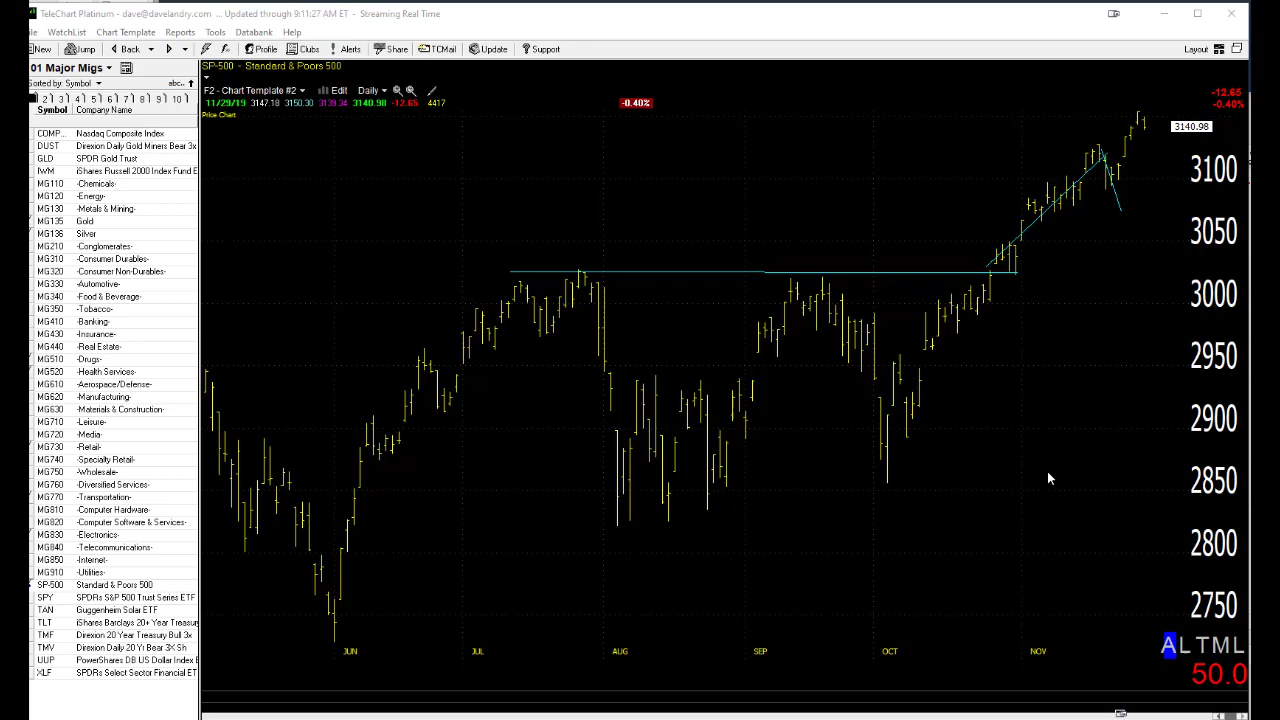 TeleChart Platinum - dave@davelandry.com ... Updated through 9:11:27 AM ET - Streaming Real Time
ile WatchList Chart Template Reports Tools Databank Help
New Jump Back Profile Clubs Alerts Share TCMail Update Support Layout
01 Major Migs
Sorted by: Symbol abc..
2 3 4 5 6 7 8 9 10
Symbol Company Name
COMP... Nasdaq Composite Index
DUST Direxion Daily Gold Miners Bear 3x
GLD SPDR Gold Trust
IWM iShares Russell 2000 Index Fund E
MG110 -Chemicals-
MG120 -Energy-
MG130 -Metals & Mining-
MG135 Gold
MG136 Silver
MG210 -Conglomerates-
MG310 -Consumer Durables-
MG320 -Consumer Non-Durables-
MG330 -Automotive-
MG340 -Food & Beverage-
MG350 -Tobacco-
MG410 -Banking-
MG430 -Insurance-
MG440 -Real Estate-
MG510 -Drugs-
MG520 -Health Services-
MG610 -Aerospace/Defense-
MG620 -Manufacturing-
MG630 -Materials & Construction-
MG710 -Leisure-
MG720 -Media-
MG730 -Retail-
MG740 -Specialty Retail-
MG750 -Wholesale-
MG760 -Diversified Services-
MG770 -Transportation-
MG810 -Computer Hardware-
MG820 -Computer Software & Services-
MG830 -Electronics-
MG840 -Telecommunications-
MG850 -Internet-
MG910 -Utilities-
SP-500 Standard & Poors 500
SPY SPDRs S&P 500 Trust Series ETF
TAN Guggenheim Solar ETF
TLT iShares Barclays 20+ Year Treasury
TMF Direxion 20 Year Treasury Bull 3x
TMV Direxion Daily 20 Yr Bear 3X Sh
UUP PowerShares DB US Dollar Index
XLF SPDRs Select Sector Financial ET
SP-500 - Standard & Poors 500
F2 - Chart Template #2 Edit Daily
11/29/19 3147.18 3150.30 3139.34 3140.98 -12.65 4417
-0.40%
Price Chart
-12.65
-0.40%
3140.98
3100
3050
3000
2950
2900
2850
2800
2750
JUN JUL AUG SEP OCT NOV
ALTML
50.0